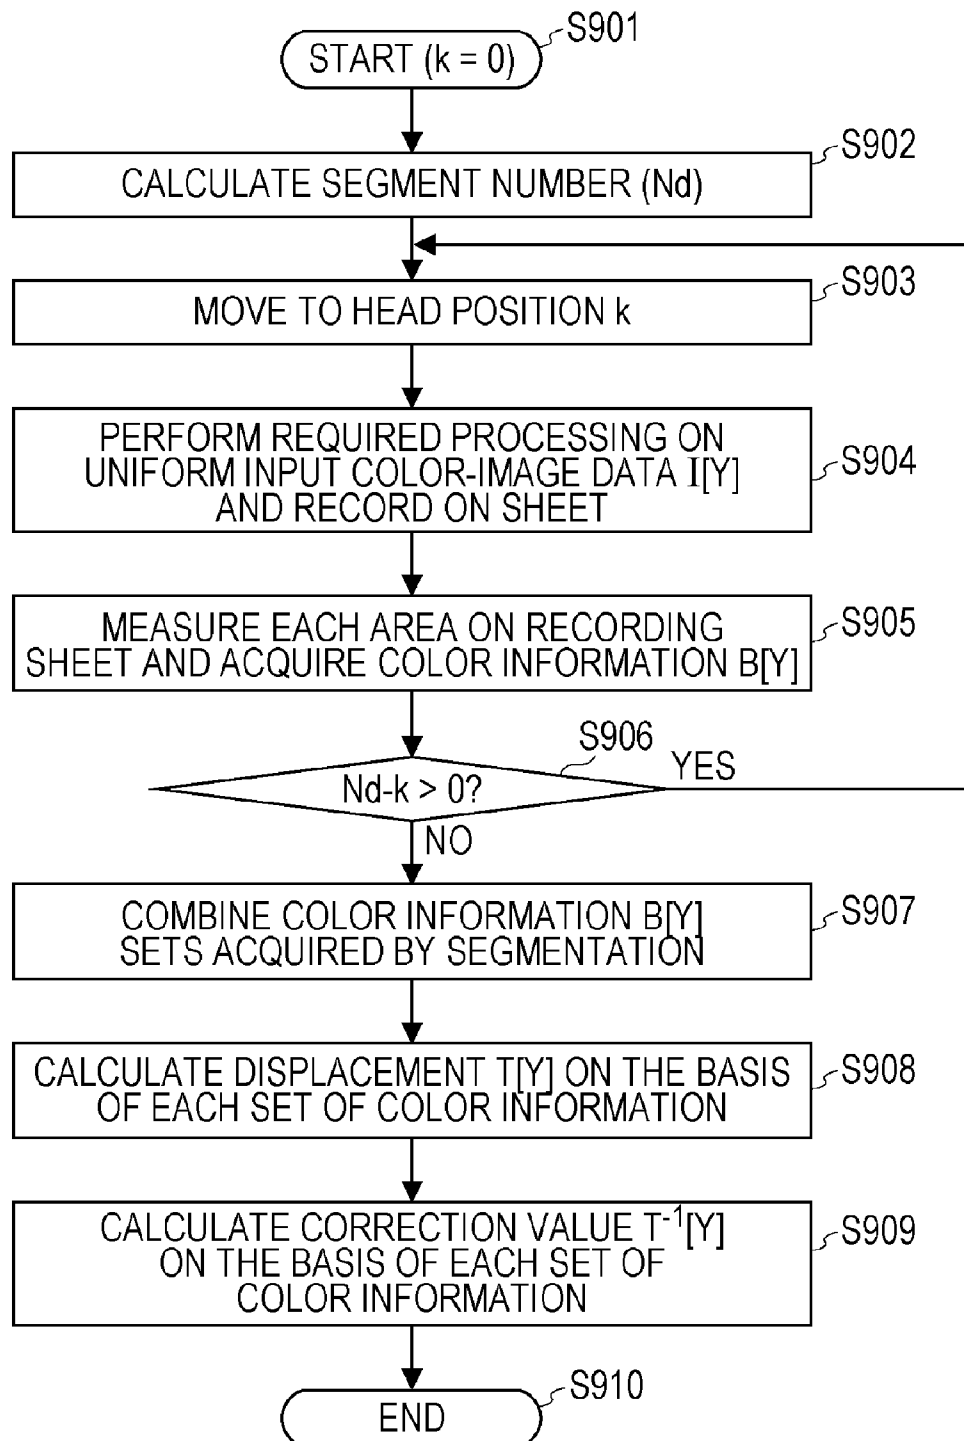 S901
START (k = 0)
S902
CALCULATE SEGMENT NUMBER (Nd)
S903
MOVE TO HEAD POSITION k
PERFORM REQUIRED PROCESSING ON
UNIFORM INPUT COLOR-IMAGE DATA I[Y]
AND RECORD ON SHEET
S904
MEASURE EACH AREA ON RECORDING
SHEET AND ACQUIRE COLOR INFORMATION B[Y]
S905
S906
Nd-k > 0?
YES
NO
COMBINE COLOR INFORMATION B[Y]
SETS ACQUIRED BY SEGMENTATION
S907
CALCULATE DISPLACEMENT T[Y] ON THE BASIS
OF EACH SET OF COLOR INFORMATION
S908
CALCULATE CORRECTION VALUE T⁻¹[Y]
ON THE BASIS OF EACH SET OF
COLOR INFORMATION
S909
S910
END